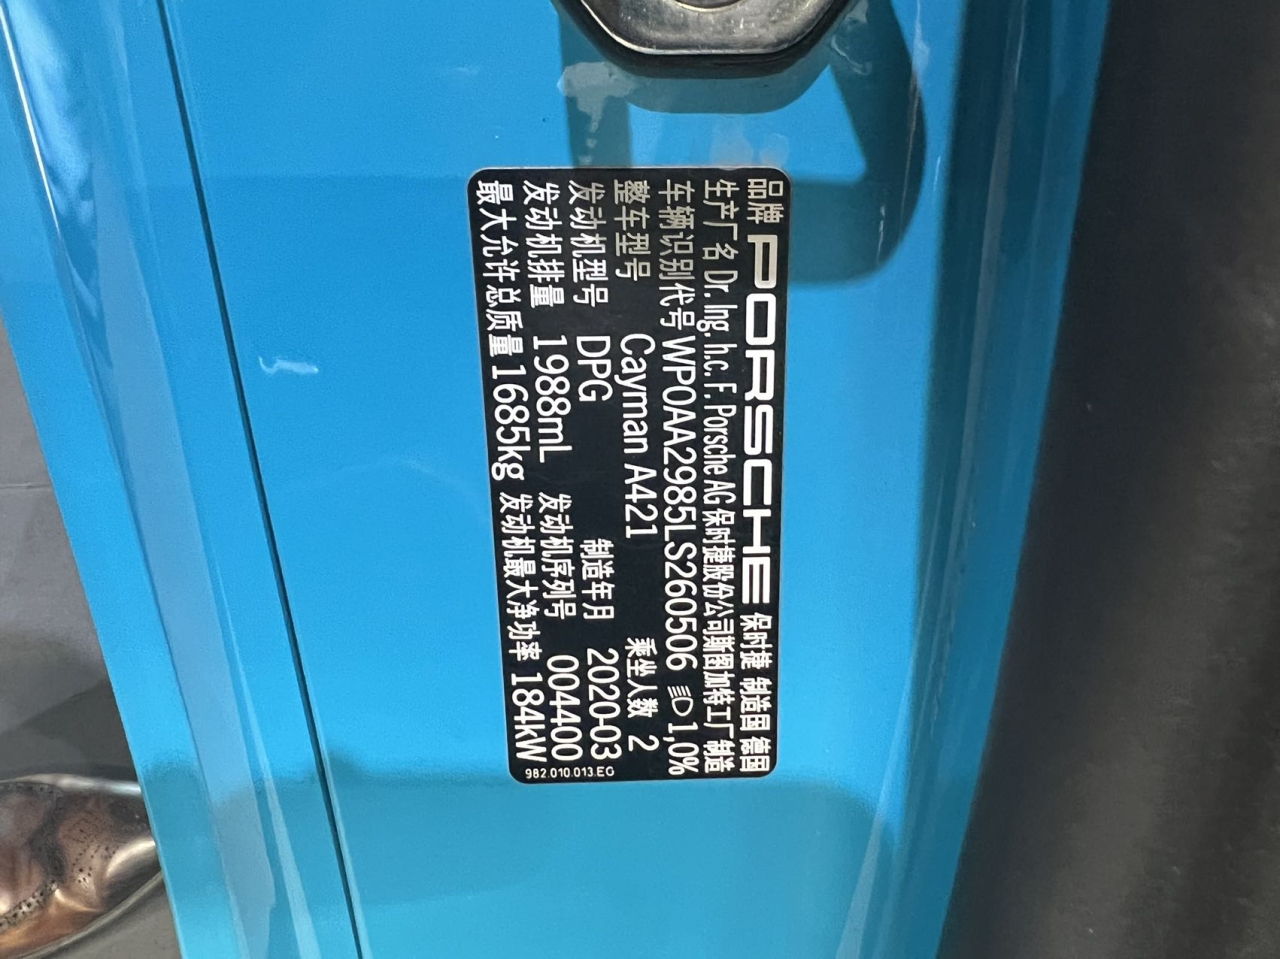 品牌 PORSCHE 保时捷 制造国 德国
生产厂名 Dr. Ing. h.c. F. Porsche AG 保时捷股份公司斯图加特工厂制造
车辆识别代号 WP0AA2985LS260506 1,0%
整车型号 Cayman A421 乘坐人数 2
发动机型号 DPG 制造年月 2020-03
发动机排量 1988mL 发动机序列号 004400
最大允许总质量 1685kg 发动机最大净功率 184kW
982.010.013.EG